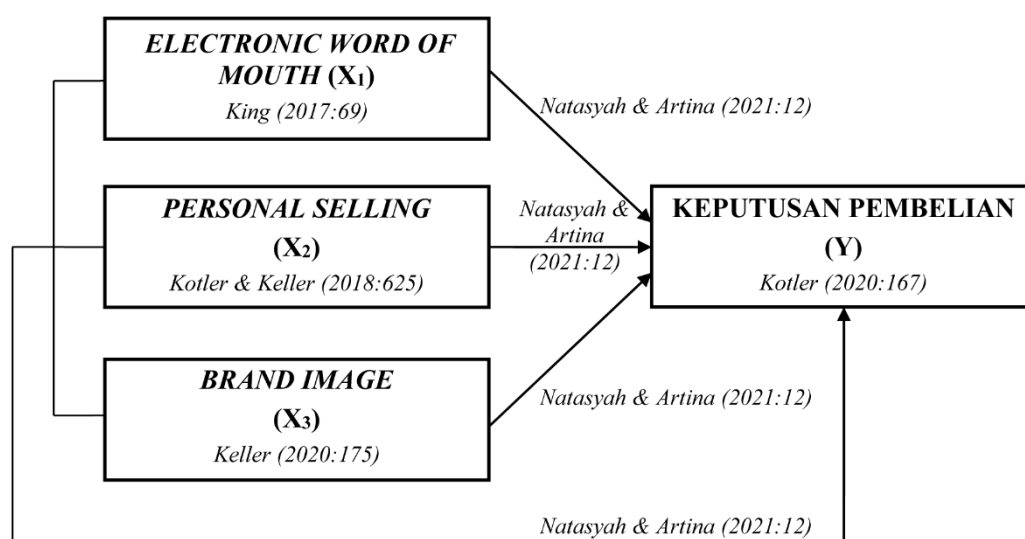 ELECTRONIC WORD OF
MOUTH (X₁)
King (2017:69)
Natasyah & Artina (2021:12)
PERSONAL SELLING
(X₂)
Kotler & Keller (2018:625)
Natasyah &
Artina
(2021:12)
KEPUTUSAN PEMBELIAN
(Y)
Kotler (2020:167)
BRAND IMAGE
(X₃)
Keller (2020:175)
Natasyah & Artina (2021:12)
Natasyah & Artina (2021:12)